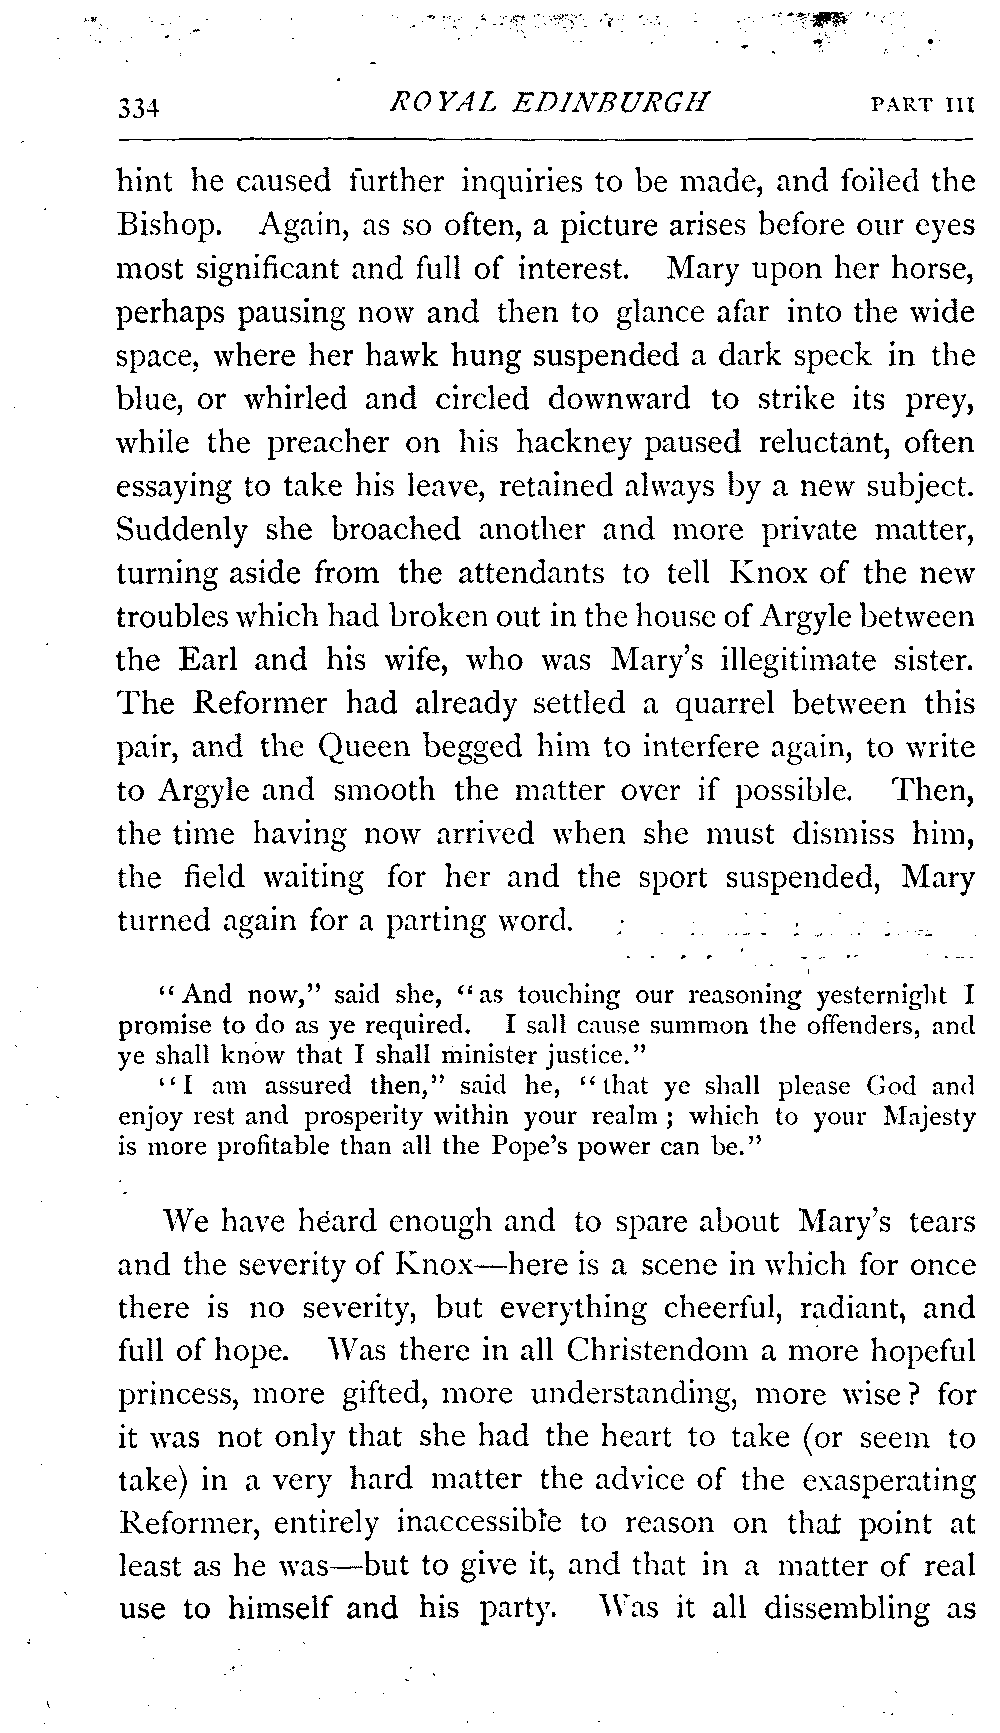 334 ROYAL EDINBURGH PART III
hint he caused further inquiries to be made, and foiled the
Bishop. Again, as so often, a picture arises before our eyes
most significant and full of interest. Mary upon her horse,
perhaps pausing now and then to glance afar into the wide
space, where her hawk hung suspended a dark speck in the
blue, or whirled and circled downward to strike its prey,
while the preacher on his hackney paused reluctant, often
essaying to take his leave, retained always by a new subject.
Suddenly she broached another and more private matter,
turning aside from the attendants to tell Knox of the new
troubles which had broken out in the house of Argyle between
the Earl and his wife, who was Mary's illegitimate sister.
The Reformer had already settled a quarrel between this
pair, and the Queen begged him to interfere again, to write
to Argyle and smooth the matter over if possible. Then,
the time having now arrived when she must dismiss him,
the field waiting for her and the sport suspended, Mary
turned again for a parting word.
"And now," said she, "as touching our reasoning yesternight I
promise to do as ye required. I sall cause summon the offenders, and
ye shall know that I shall minister justice."
"I am assured then," said he, "that ye shall please God and
enjoy rest and prosperity within your realm; which to your Majesty
is more profitable than all the Pope's power can be."
We have heard enough and to spare about Mary's tears
and the severity of Knox—here is a scene in which for once
there is no severity, but everything cheerful, radiant, and
full of hope. Was there in all Christendom a more hopeful
princess, more gifted, more understanding, more wise? for
it was not only that she had the heart to take (or seem to
take) in a very hard matter the advice of the exasperating
Reformer, entirely inaccessible to reason on that point at
least as he was—but to give it, and that in a matter of real
use to himself and his party. Was it all dissembling as